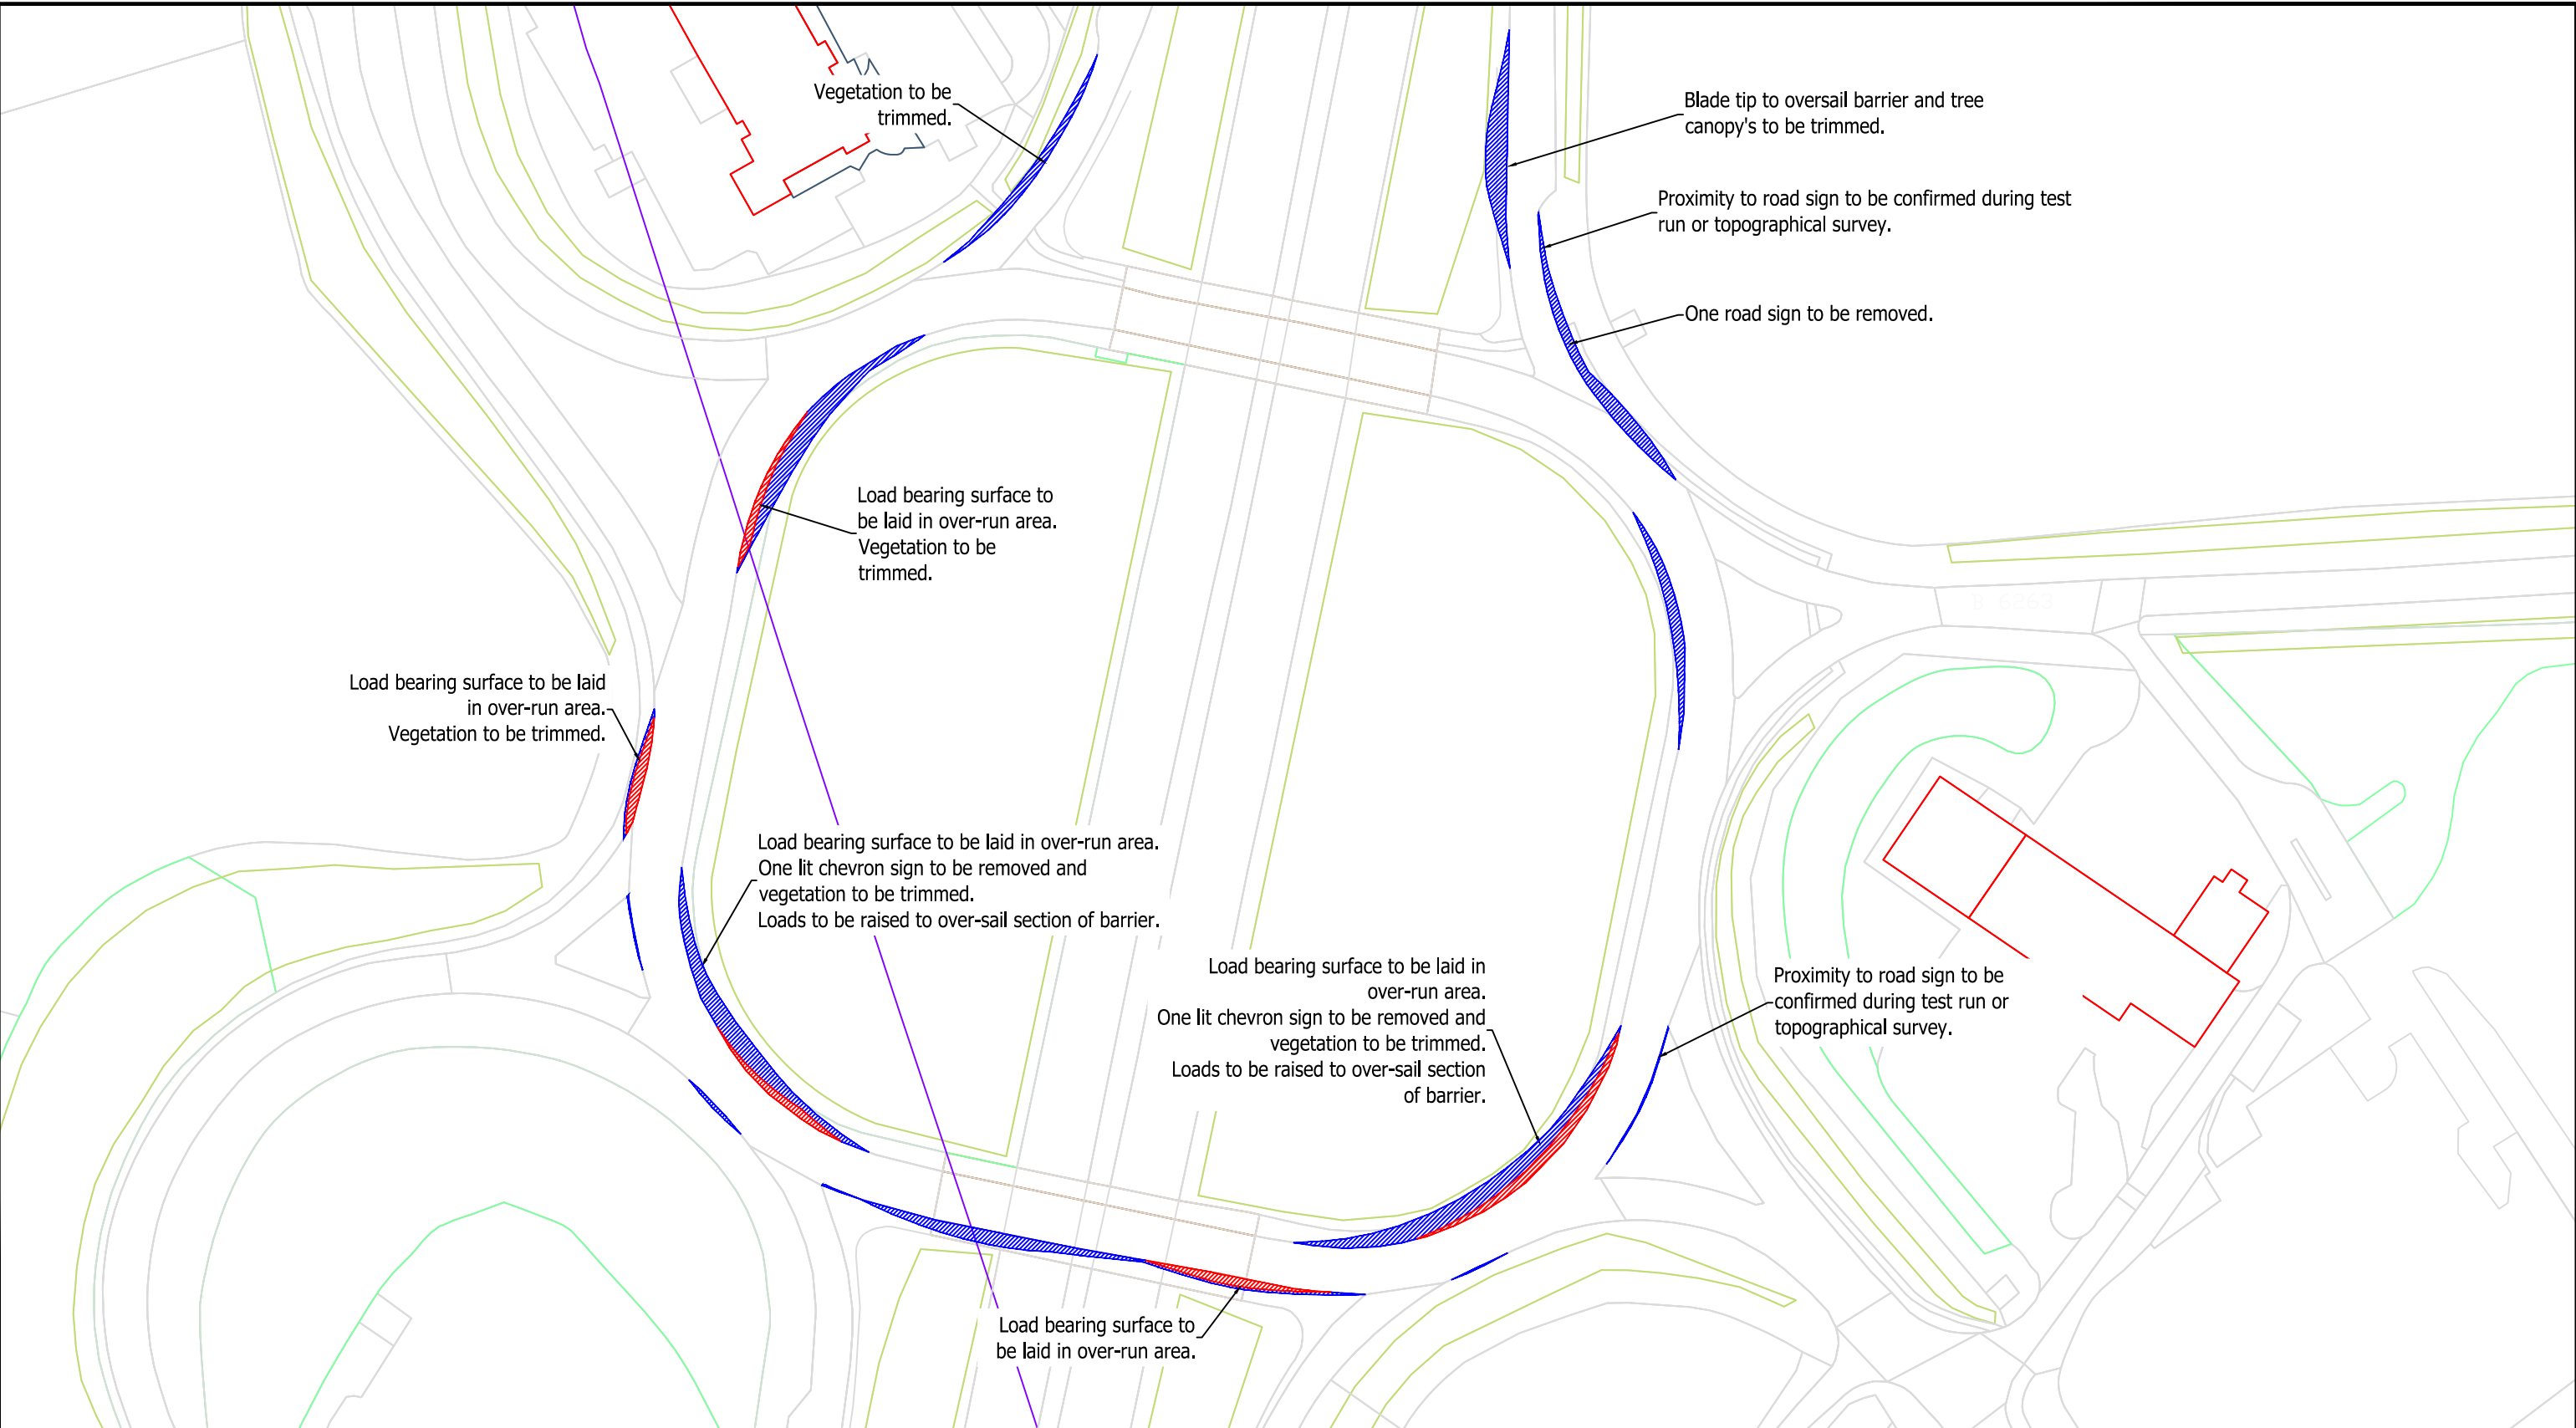 Vegetation to be
trimmed.
Blade tip to oversail barrier and tree
canopy's to be trimmed.
Proximity to road sign to be confirmed during test
run or topographical survey.
One road sign to be removed.
Load bearing surface to
be laid in over-run area.
Vegetation to be
trimmed.
Load bearing surface to be laid
in over-run area.
Vegetation to be trimmed.
Load bearing surface to be laid in over-run area.
One lit chevron sign to be removed and
vegetation to be trimmed.
Loads to be raised to over-sail section of barrier.
Load bearing surface to be laid in
over-run area.
One lit chevron sign to be removed and
vegetation to be trimmed.
Loads to be raised to over-sail section
of barrier.
Proximity to road sign to be
confirmed during test run or
topographical survey.
Load bearing surface to
be laid in over-run area.